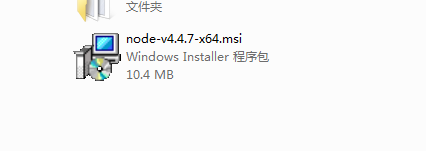 文件夹
node-v4.4.7-x64.msi
Windows Installer 程序包
10.4 MB